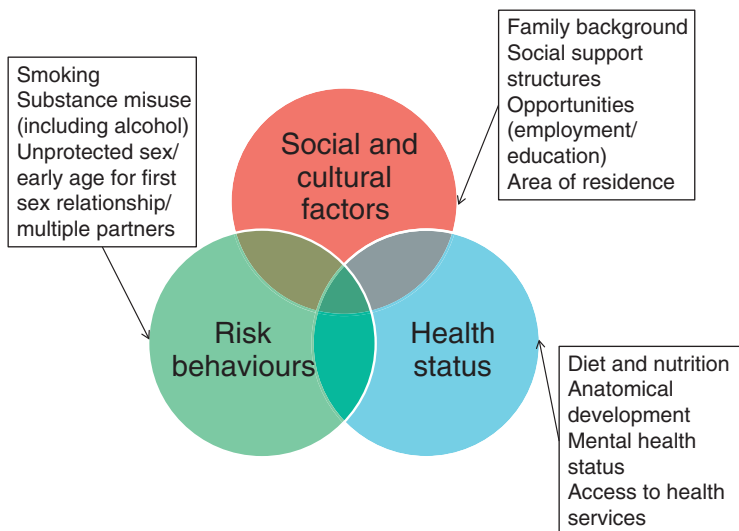 Smoking
Substance misuse
(including alcohol)
Unprotected sex/
early age for first
sex relationship/
multiple partners
Family background
Social support
structures
Opportunities
(employment/
education)
Area of residence
Social and
cultural
factors
Risk
behaviours
Health
status
Diet and nutrition
Anatomical
development
Mental health
status
Access to health
services